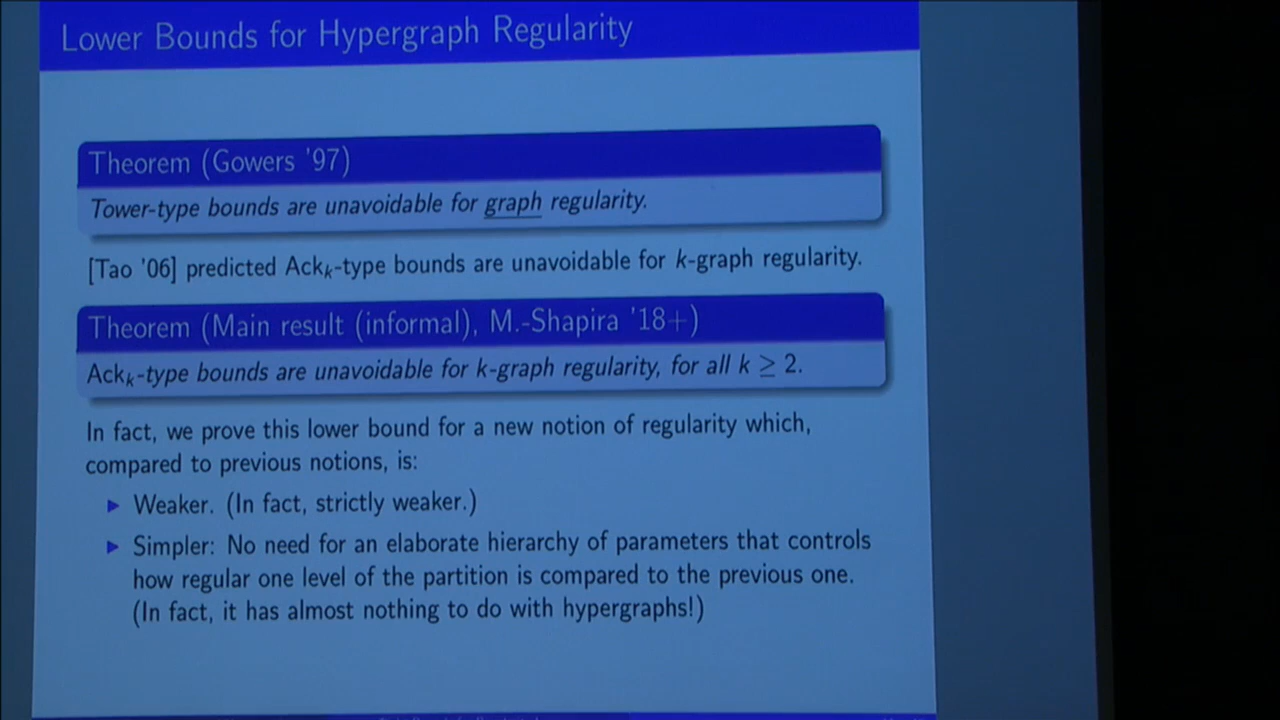 Lower Bounds for Hypergraph Regularity
Theorem (Gowers '97)
Tower-type bounds are unavoidable for graph regularity.
[Tao '06] predicted Ackₖ-type bounds are unavoidable for k-graph regularity.
Theorem (Main result (informal), M.-Shapira '18+)
Ackₖ-type bounds are unavoidable for k-graph regularity, for all k ≥ 2.
In fact, we prove this lower bound for a new notion of regularity which,
compared to previous notions, is:
▶ Weaker. (In fact, strictly weaker.)
▶ Simpler: No need for an elaborate hierarchy of parameters that controls
how regular one level of the partition is compared to the previous one.
(In fact, it has almost nothing to do with hypergraphs!)